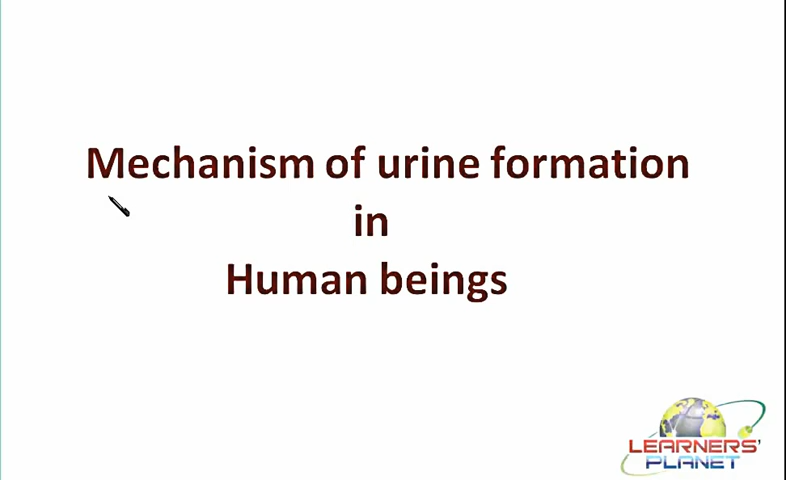 Mechanism of urine formation
in
Human beings
LEARNERS'
PLANET